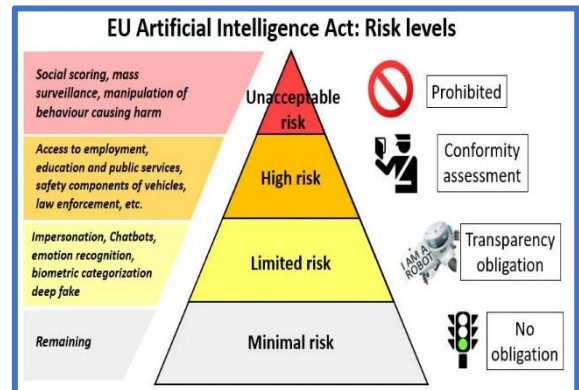 EU Artificial Intelligence Act: Risk levels
Social scoring, mass
surveillance, manipulation of
behaviour causing harm
Unacceptable
risk
Prohibited
Access to employment,
education and public services,
safety components of vehicles,
law enforcement, etc.
High risk
Conformity
assessment
Impersonation, Chatbots,
emotion recognition,
biometric categorization
deep fake
Limited risk
I AM A
ROBOT
Transparency
obligation
Remaining
Minimal risk
No
obligation